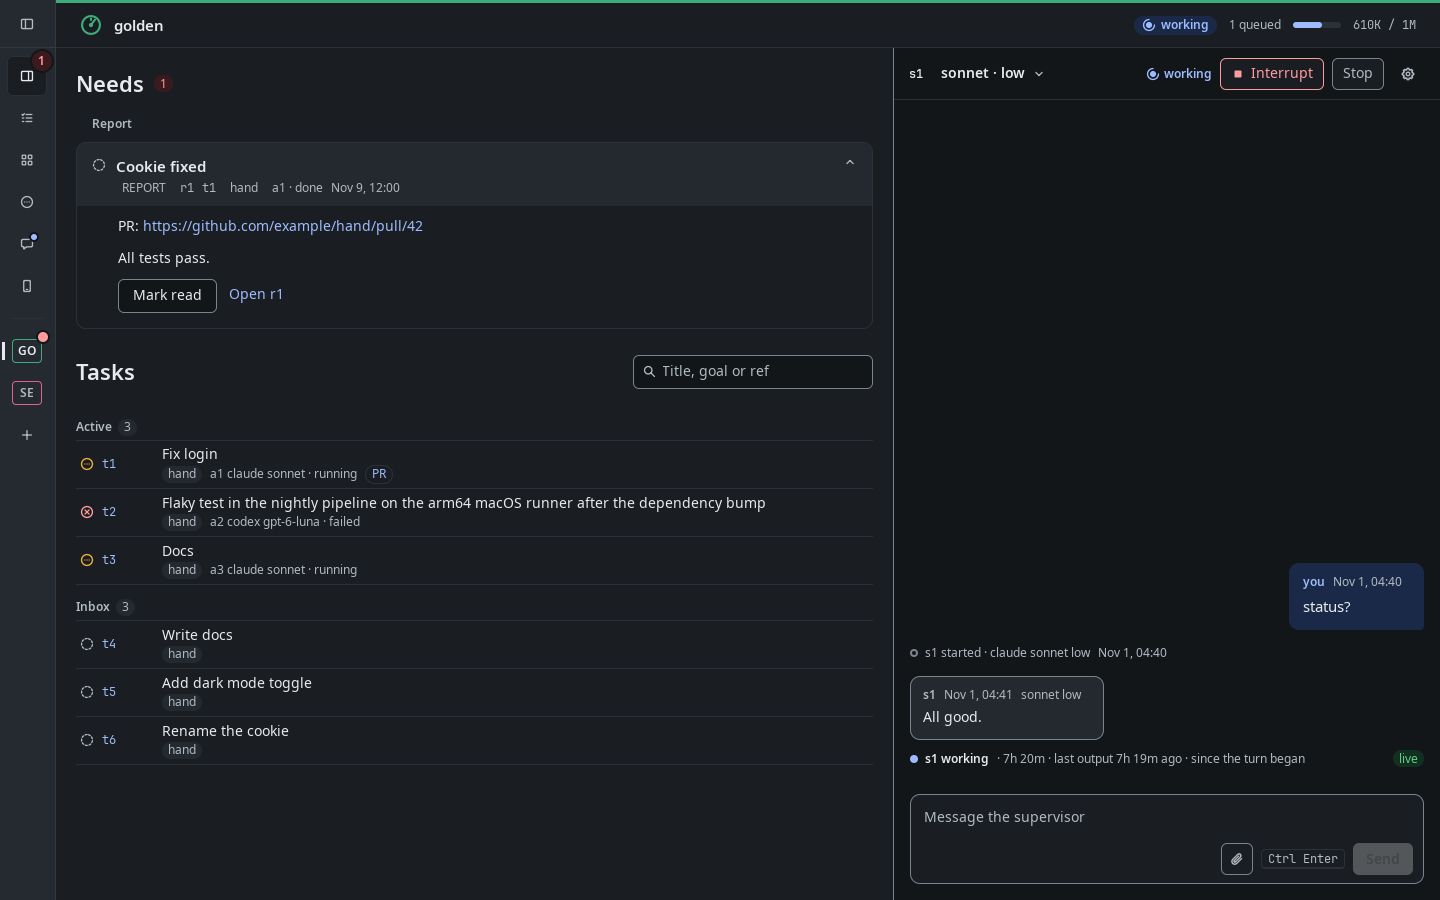 golden
working
1 queued
610K / 1M
1
GO
SE
Needs 1
Report
Cookie fixed
REPORT r1 t1 hand a1 · done Nov 9, 12:00
PR: https://github.com/example/hand/pull/42
All tests pass.
Mark read
Open r1
Tasks
Title, goal or ref
Active 3
t1 Fix login
hand a1 claude sonnet · running PR
t2 Flaky test in the nightly pipeline on the arm64 macOS runner after the dependency bump
hand a2 codex gpt-6-luna · failed
t3 Docs
hand a3 claude sonnet · running
Inbox 3
t4 Write docs
hand
t5 Add dark mode toggle
hand
t6 Rename the cookie
hand
s1 sonnet · low
working
Interrupt
Stop
you Nov 1, 04:40
status?
s1 started · claude sonnet low Nov 1, 04:40
s1 Nov 1, 04:41 sonnet low
All good.
s1 working · 7h 20m · last output 7h 19m ago · since the turn began
live
Message the supervisor
Ctrl Enter
Send